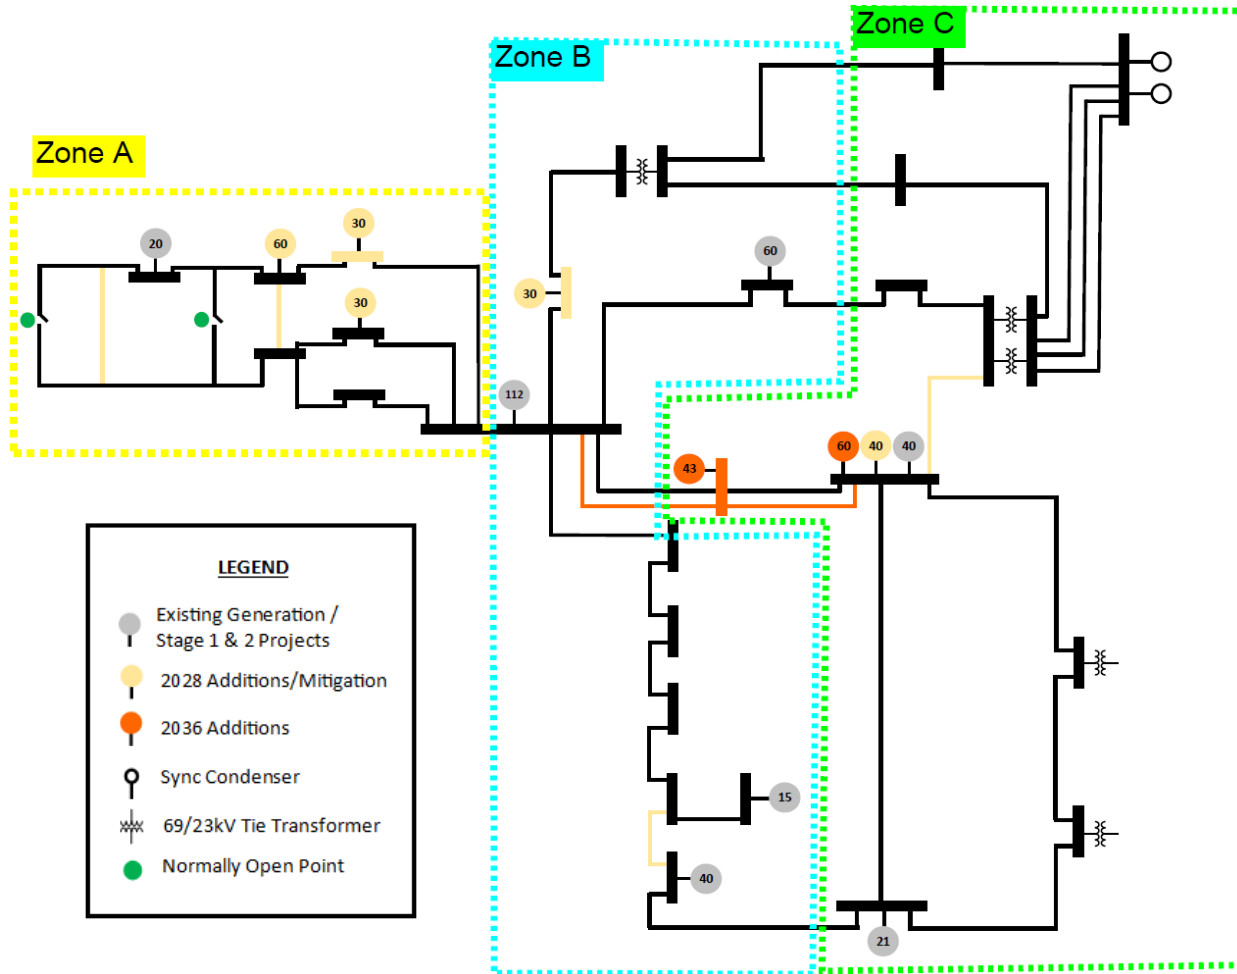 Zone C
Zone B
Zone A
30
20
60
60
30
30
112
60
40
40
43
LEGEND
Existing Generation /
Stage 1 & 2 Projects
2028 Additions/Mitigation
2036 Additions
Sync Condenser
69/23kV Tie Transformer
Normally Open Point
15
40
21